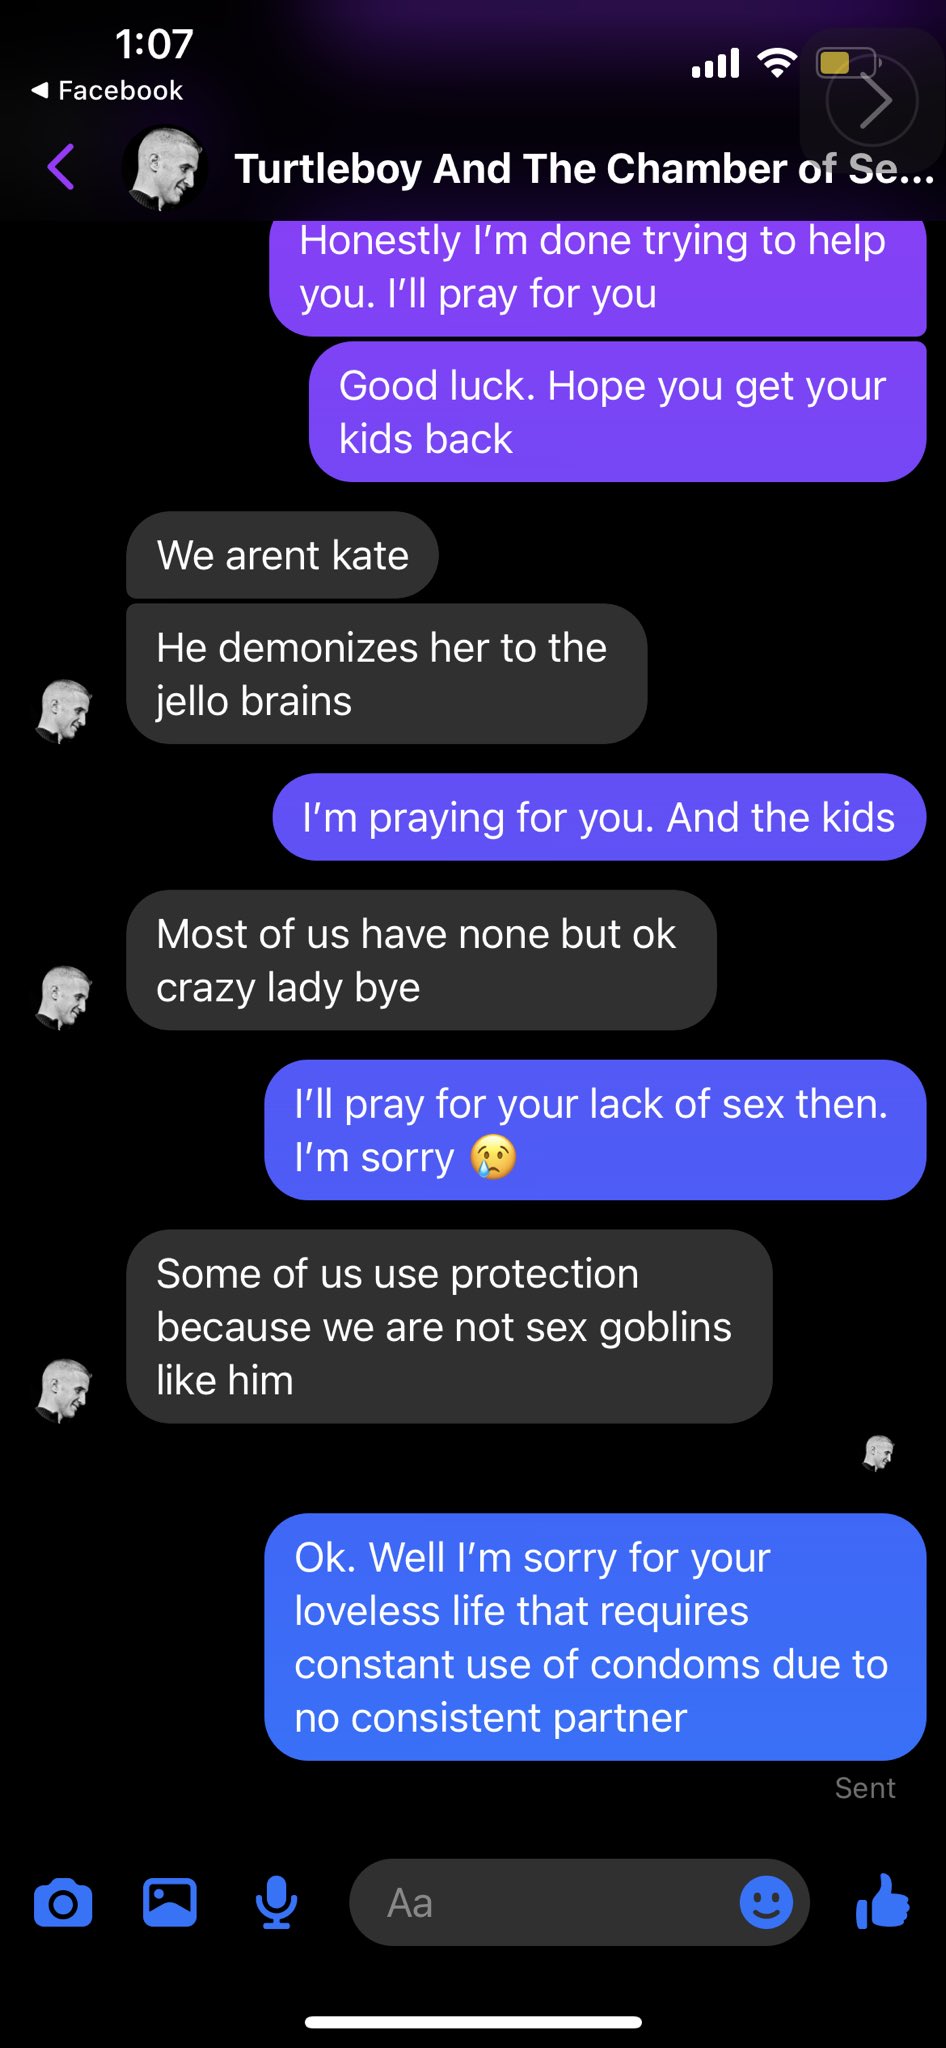 1:07
Facebook
Turtleboy And The Chamber of Se...
Honestly I’m done trying to help
you. I’ll pray for you
Good luck. Hope you get your
kids back
We arent kate
He demonizes her to the
jello brains
I’m praying for you. And the kids
Most of us have none but ok
crazy lady bye
I’ll pray for your lack of sex then.
I’m sorry 😢
Some of us use protection
because we are not sex goblins
like him
Ok. Well I’m sorry for your
loveless life that requires
constant use of condoms due to
no consistent partner
Sent
Aa